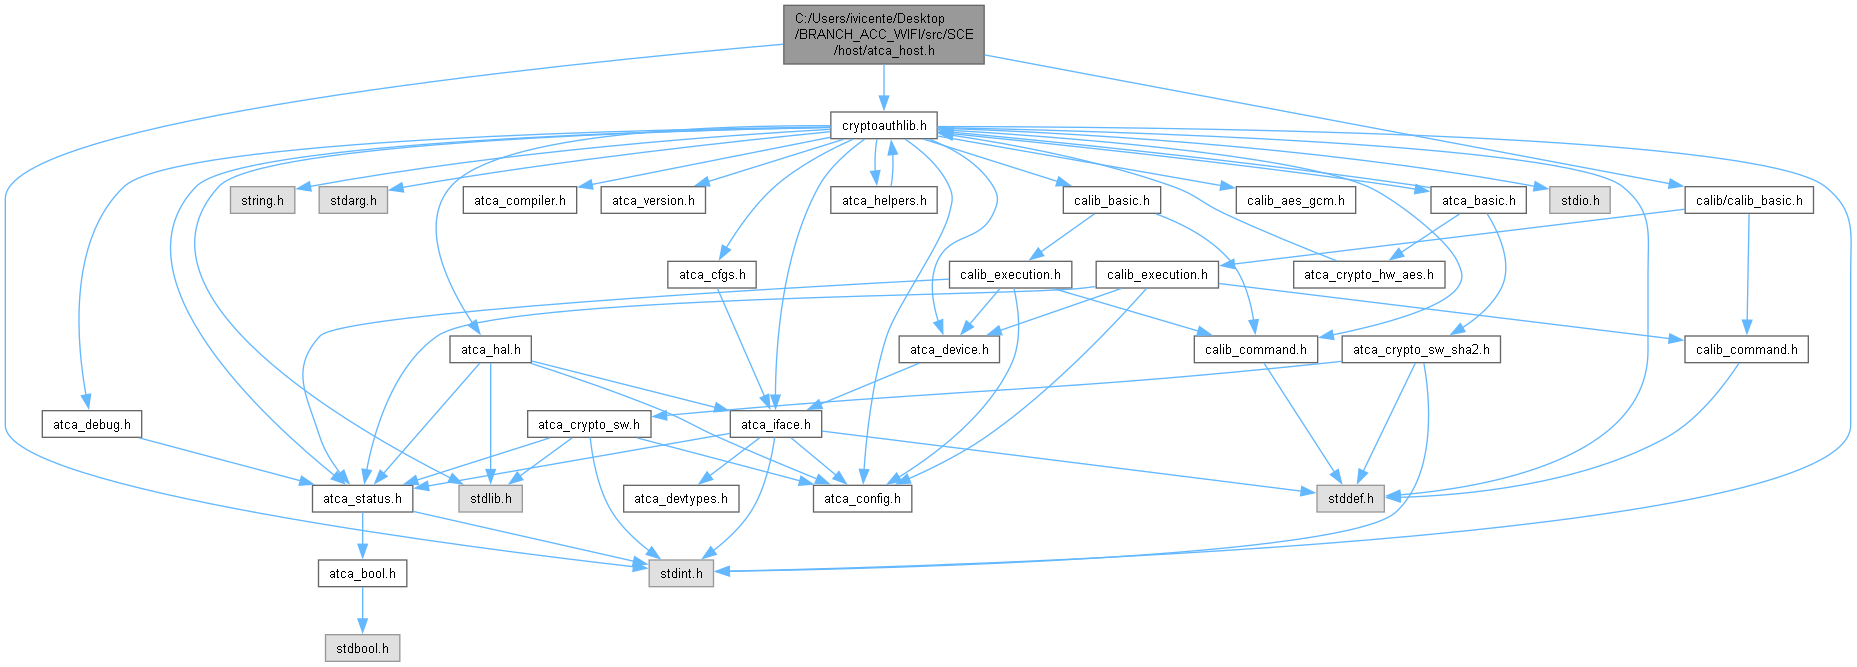 C:/Users/ivicente/Desktop
/BRANCH_ACC_WIFI/src/SCE
/host/atca_host.h
cryptoauthlib.h
string.h
stdarg.h
atca_compiler.h
atca_version.h
atca_helpers.h
calib_basic.h
calib_aes_gcm.h
atca_basic.h
stdio.h
calib/calib_basic.h
atca_cfgs.h
calib_execution.h
calib_execution.h
atca_crypto_hw_aes.h
atca_hal.h
atca_device.h
calib_command.h
atca_crypto_sw_sha2.h
calib_command.h
atca_debug.h
atca_crypto_sw.h
atca_iface.h
atca_status.h
stdlib.h
atca_devtypes.h
atca_config.h
stddef.h
atca_bool.h
stdint.h
stdbool.h